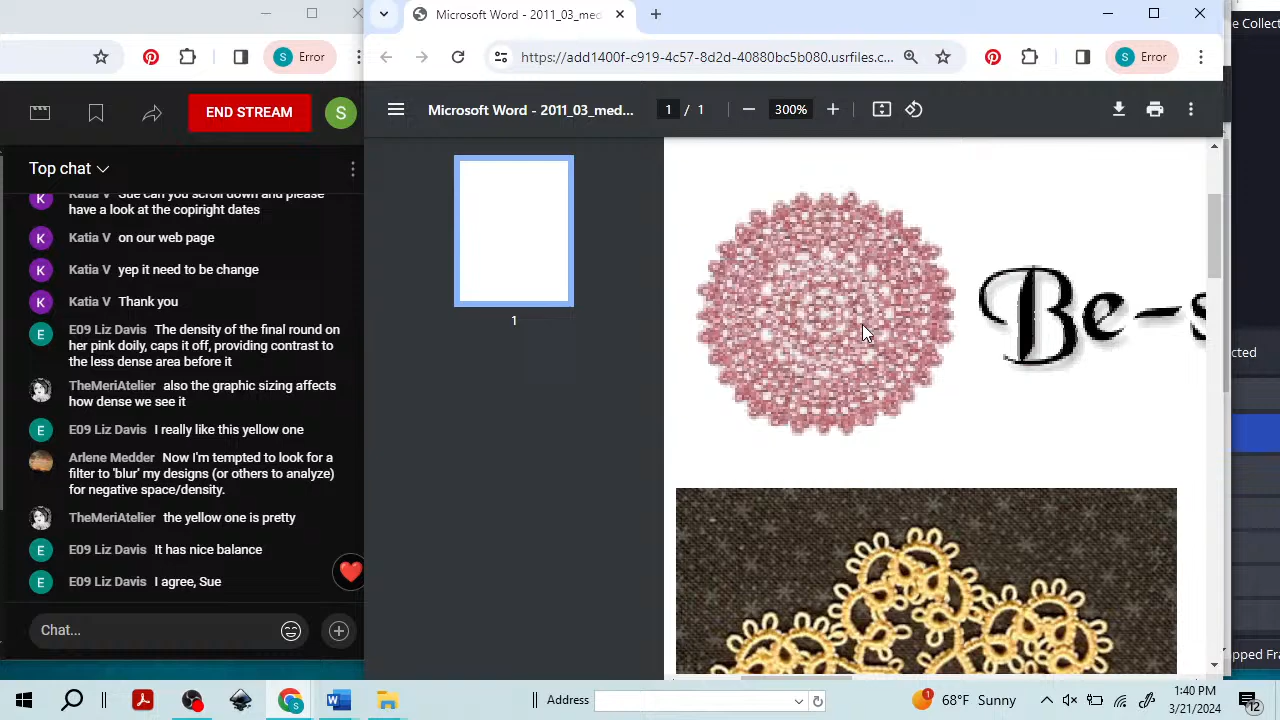 Microsoft Word - 2011_03_med
S Error
https://add1400f-c919-4c57-8d2d-40880bc5b080.usrfiles.c...
S Error
e Collec
END STREAM
S
Microsoft Word - 2011_03_med...
1 / 1
300%
Top chat
K Katia V Sue can you scroll down and please
have a look at the copiright dates
K Katia V on our web page
K Katia V yep it need to be change
K Katia V Thank you
E E09 Liz Davis The density of the final round on
her pink doily, caps it off, providing contrast to
the less dense area before it
TheMeriAtelier also the graphic sizing affects
how dense we see it
E E09 Liz Davis I really like this yellow one
Arlene Medder Now I'm tempted to look for a
filter to 'blur' my designs (or others to analyze)
for negative space/density.
TheMeriAtelier the yellow one is pretty
E E09 Liz Davis It has nice balance
E E09 Liz Davis I agree, Sue
Chat...
1
Be-s
cted
pped Fra
Address
1
68°F Sunny
1:40 PM
3/21/2024
12